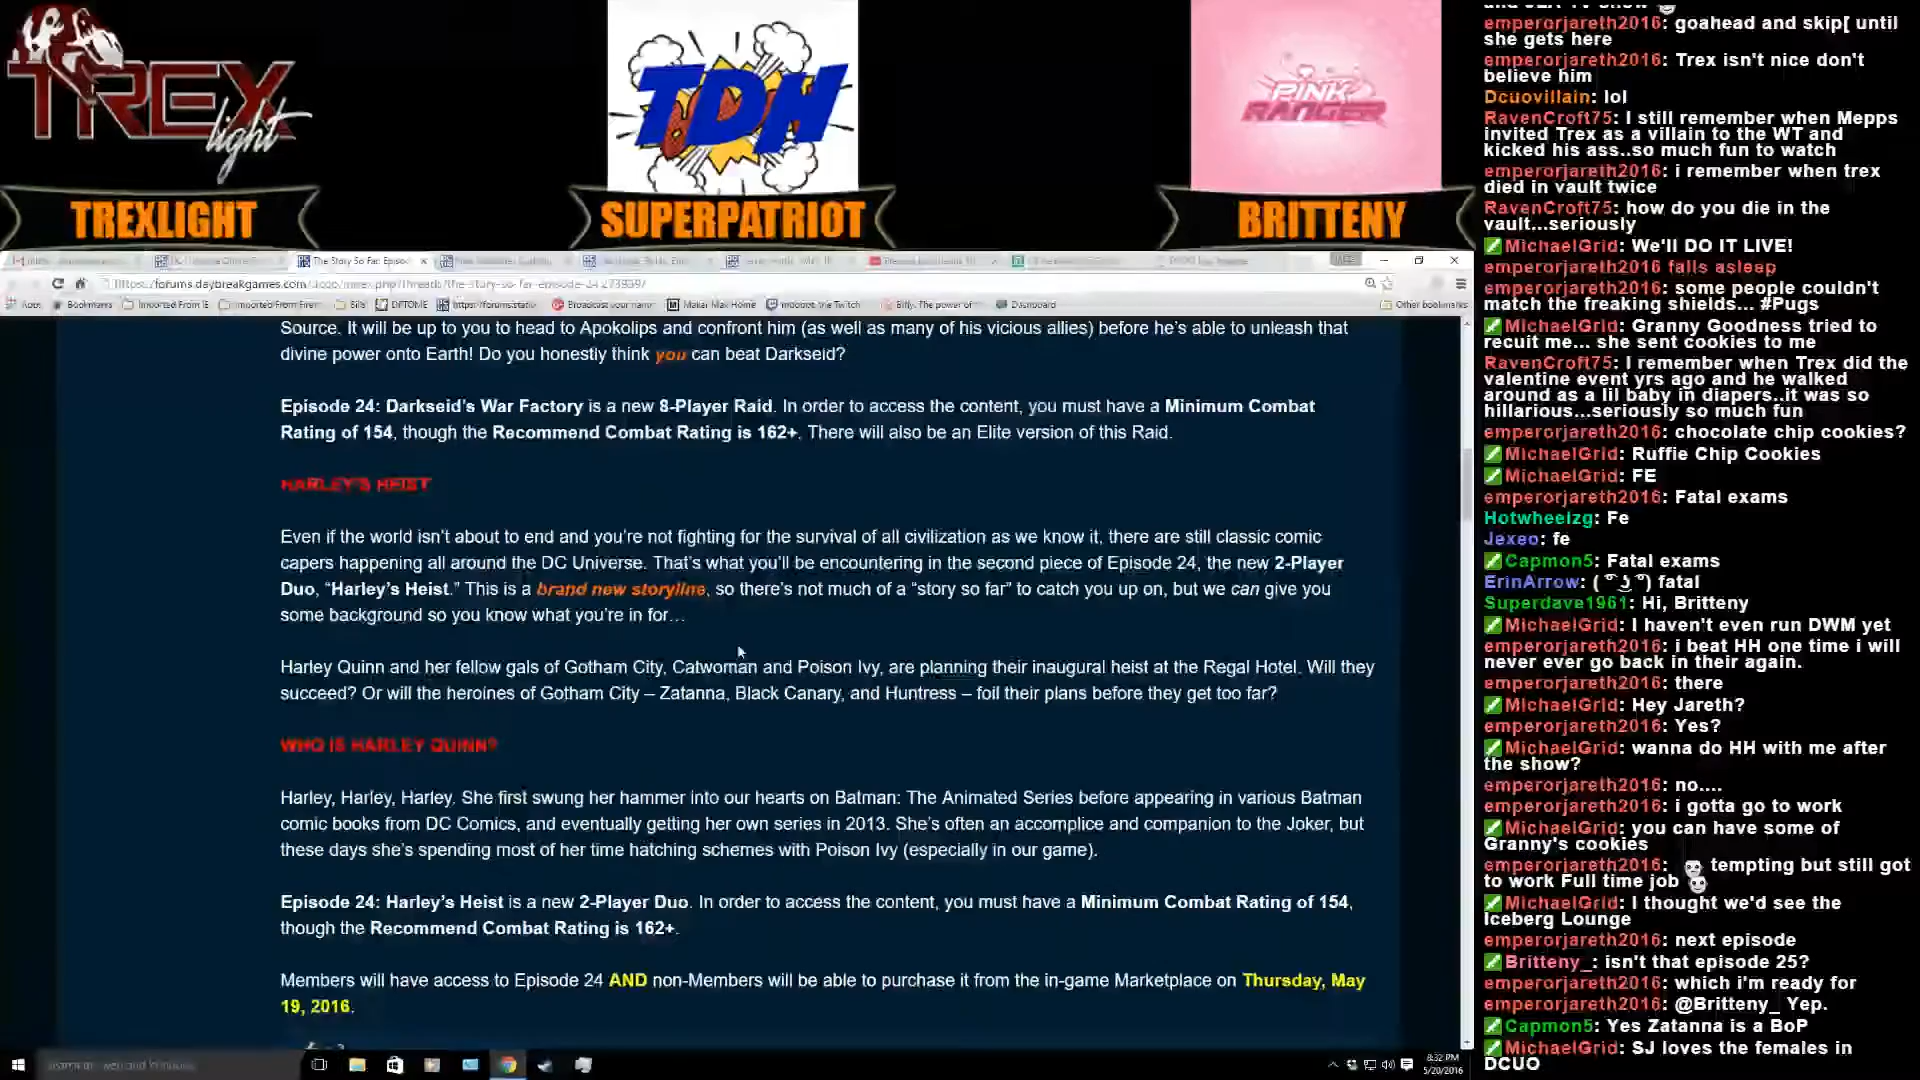 TREX
light
TDH
PINK
RANGER
TREXLIGHT
SUPERPATRIOT
BRITTENY
The Story So Far: Episo
Apps
Bookmarks
Imported From IE
Imported From Firef
Bills
Broadcast your name
Makai Max Home
Dashboard
Other bookmarks
Source. It will be up to you to head to Apokolips and confront him (as well as many of his vicious allies) before he's able to unleash that
divine power onto Earth! Do you honestly think you can beat Darkseid?
Episode 24: Darkseid's War Factory is a new 8-Player Raid. In order to access the content, you must have a Minimum Combat
Rating of 154, though the Recommend Combat Rating is 162+. There will also be an Elite version of this Raid.
HARLEY'S HEIST
Even if the world isn't about to end and you're not fighting for the survival of all civilization as we know it, there are still classic comic
capers happening all around the DC Universe. That's what you'll be encountering in the second piece of Episode 24, the new 2-Player
Duo, “Harley's Heist.” This is a brand new storyline, so there's not much of a “story so far” to catch you up on, but we can give you
some background so you know what you're in for…
Harley Quinn and her fellow gals of Gotham City, Catwoman and Poison Ivy, are planning their inaugural heist at the Regal Hotel. Will they
succeed? Or will the heroines of Gotham City – Zatanna, Black Canary, and Huntress – foil their plans before they get too far?
WHO IS HARLEY QUINN?
Harley, Harley, Harley. She first swung her hammer into our hearts on Batman: The Animated Series before appearing in various Batman
comic books from DC Comics, and eventually getting her own series in 2013. She's often an accomplice and companion to the Joker, but
these days she's spending most of her time hatching schemes with Poison Ivy (especially in our game).
Episode 24: Harley's Heist is a new 2-Player Duo. In order to access the content, you must have a Minimum Combat Rating of 154,
though the Recommend Combat Rating is 162+.
Members will have access to Episode 24 AND non-Members will be able to purchase it from the in-game Marketplace on Thursday, May
19, 2016.
8:32 PM
5/20/2016
emperorjareth2016: goahead and skip[ until
she gets here
emperorjareth2016: Trex isn't nice don't
believe him
Dcuovillain: lol
RavenCroft75: I still remember when Mepps
invited Trex as a villain to the WT and
kicked his ass..so much fun to watch
emperorjareth2016: i remember when trex
died in vault twice
RavenCroft75: how do you die in the
vault...seriously
MichaelGrid: We'll DO IT LIVE!
emperorjareth2016 falls asleep
emperorjareth2016: some people couldn't
match the freaking shields... #Pugs
MichaelGrid: Granny Goodness tried to
recuit me... she sent cookies to me
RavenCroft75: I remember when Trex did the
valentine event yrs ago and he walked
around as a lil baby in diapers..it was so
hillarious...seriously so much fun
emperorjareth2016: chocolate chip cookies?
MichaelGrid: Ruffie Chip Cookies
MichaelGrid: FE
emperorjareth2016: Fatal exams
Hotwheelzg: Fe
Jexeo: fe
Capmon5: Fatal exams
ErinArrow: ( ͡° ͜ʖ ͡°) fatal
Superdave1961: Hi, Britteny
MichaelGrid: I haven't even run DWM yet
emperorjareth2016: i beat HH one time i will
never ever go back in their again.
emperorjareth2016: there
MichaelGrid: Hey Jareth?
emperorjareth2016: Yes?
MichaelGrid: wanna do HH with me after
the show?
emperorjareth2016: no....
emperorjareth2016: i gotta go to work
MichaelGrid: you can have some of
Granny's cookies
emperorjareth2016: tempting but still got
to work Full time job
MichaelGrid: I thought we'd see the
Iceberg Lounge
emperorjareth2016: next episode
Britteny_: isn't that episode 25?
emperorjareth2016: which i'm ready for
emperorjareth2016: @Britteny_ Yep.
Capmon5: Yes Zatanna is a BoP
MichaelGrid: SJ loves the females in
DCUO